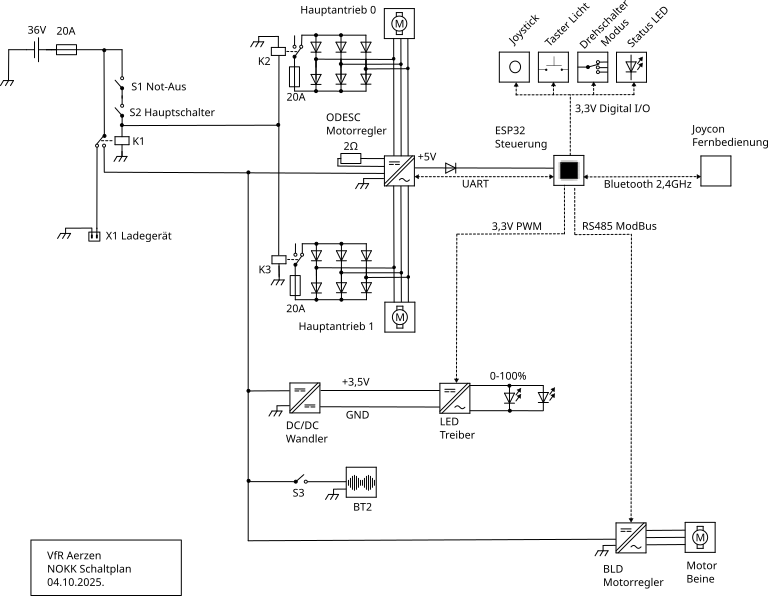 Hauptantrieb 0
M
36V
20A
S1 Not-Aus
S2 Hauptschalter
K1
K2
20A
ODESC
Motorregler
2Ω
+5V
UART
ESP32
Steuerung
Joystick
Taster Licht
Drehschalter
Modus
Status LED
3,3V Digital I/O
Joycon
Fernbedienung
Bluetooth 2,4GHz
3,3V PWM
RS485 ModBus
X1 Ladegerät
K3
20A
M
Hauptantrieb 1
+3,5V
GND
DC/DC
Wandler
0-100%
LED
Treiber
S3
BT2
M
BLD
Motorregler
Motor
Beine
VfR Aerzen
NOKK Schaltplan
04.10.2025.